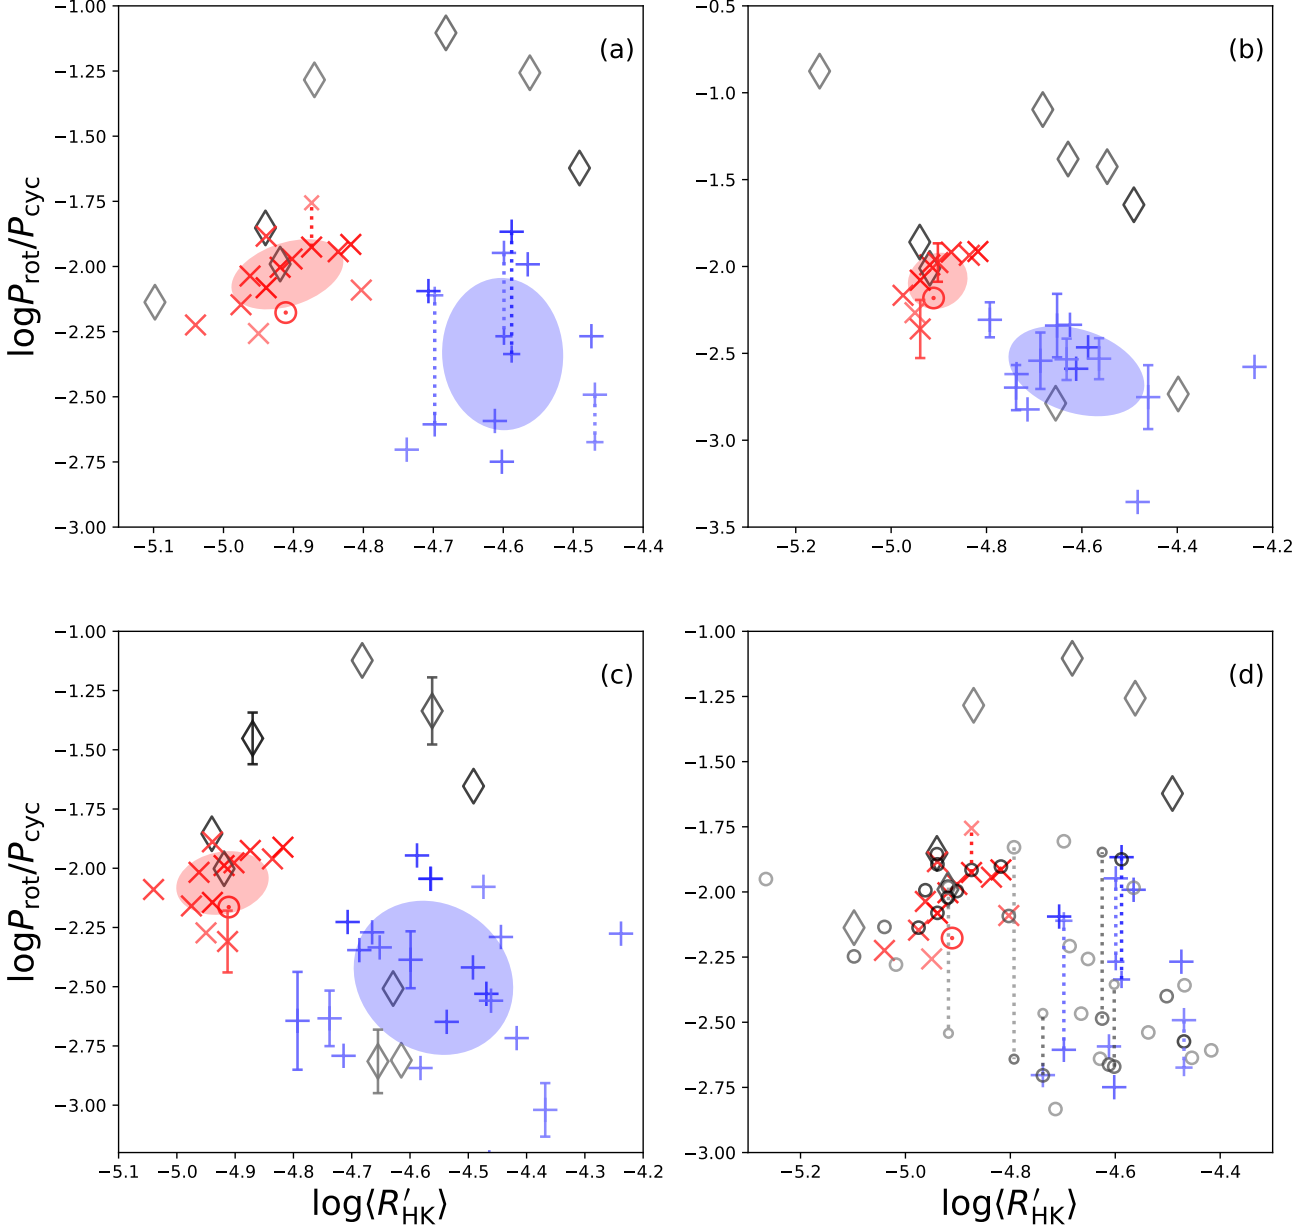 −1.00
−1.25
−1.50
−1.75
−2.00
−2.25
−2.50
−2.75
−3.00
log P_rot/P_cyc
(a)
−5.1 −5.0 −4.9 −4.8 −4.7 −4.6 −4.5 −4.4
−0.5
−1.0
−1.5
−2.0
−2.5
−3.0
−3.5
(b)
−5.2 −5.0 −4.8 −4.6 −4.4 −4.2
−1.00
−1.25
−1.50
−1.75
−2.00
−2.25
−2.50
−2.75
−3.00
log P_rot/P_cyc
(c)
−5.1 −5.0 −4.9 −4.8 −4.7 −4.6 −4.5 −4.4 −4.3 −4.2
log⟨R′_HK⟩
−1.00
−1.25
−1.50
−1.75
−2.00
−2.25
−2.50
−2.75
−3.00
(d)
−5.2 −5.0 −4.8 −4.6 −4.4
log⟨R′_HK⟩